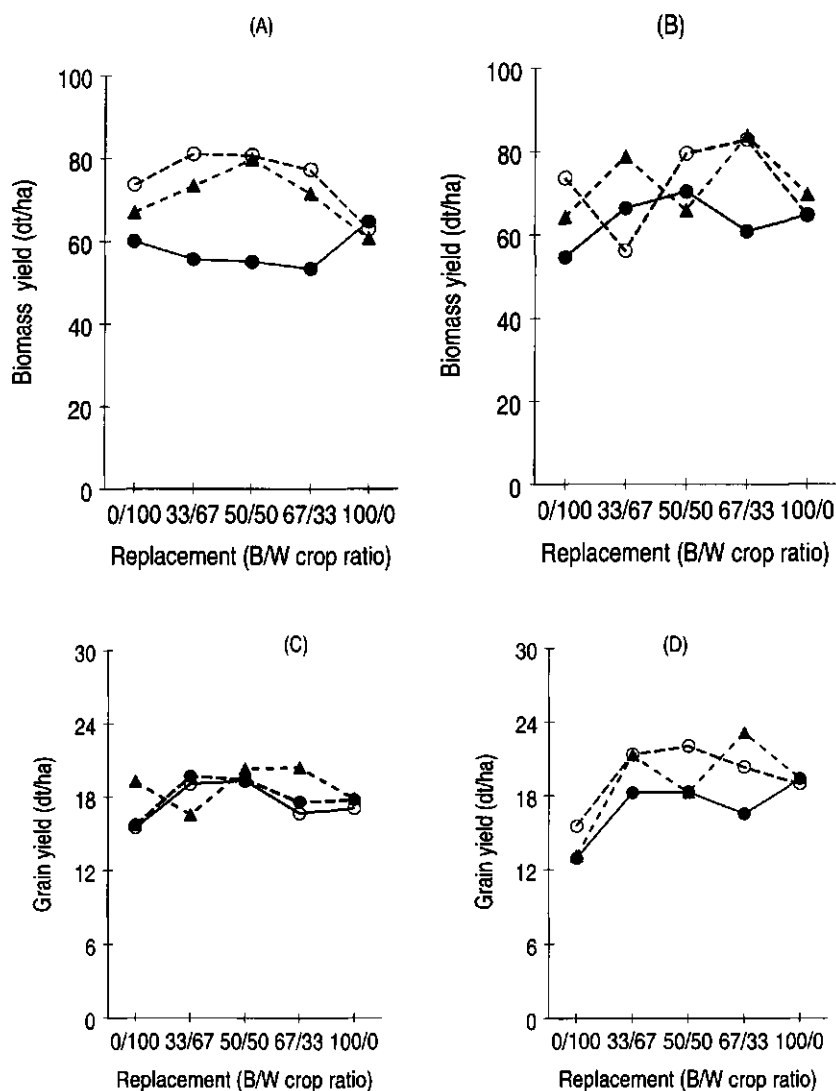 (A)
Biomass yield (dt/ha)
100
80
60
40
20
0
0/100 33/67 50/50 67/33 100/0
Replacement (B/W crop ratio)
(B)
Biomass yield (dt/ha)
100
80
60
40
20
0
0/100 33/67 50/50 67/33 100/0
Replacement (B/W crop ratio)
(C)
Grain yield (dt/ha)
30
24
18
12
6
0
0/100 33/67 50/50 67/33 100/0
Replacement (B/W crop ratio)
(D)
Grain yield (dt/ha)
30
24
18
12
6
0
0/100 33/67 50/50 67/33 100/0
Replacement (B/W crop ratio)